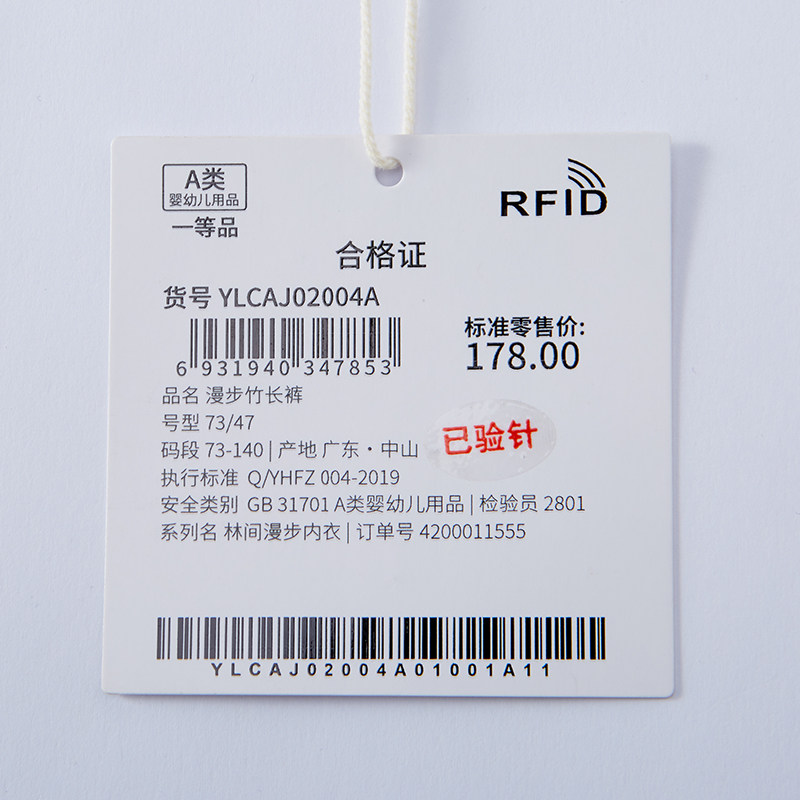 A类
婴幼儿用品
一等品
RFID
合格证
货号 YLCAJ02004A
6 931940 347853
标准零售价:
178.00
品名 漫步竹长裤
号型 73/47
码段 73-140 | 产地 广东·中山
已验针
执行标准 Q/YHFZ 004-2019
安全类别 GB 31701 A类婴幼儿用品 | 检验员 2801
系列名 林间漫步内衣 | 订单号 4200011555
YLCAJ02004A01001A11